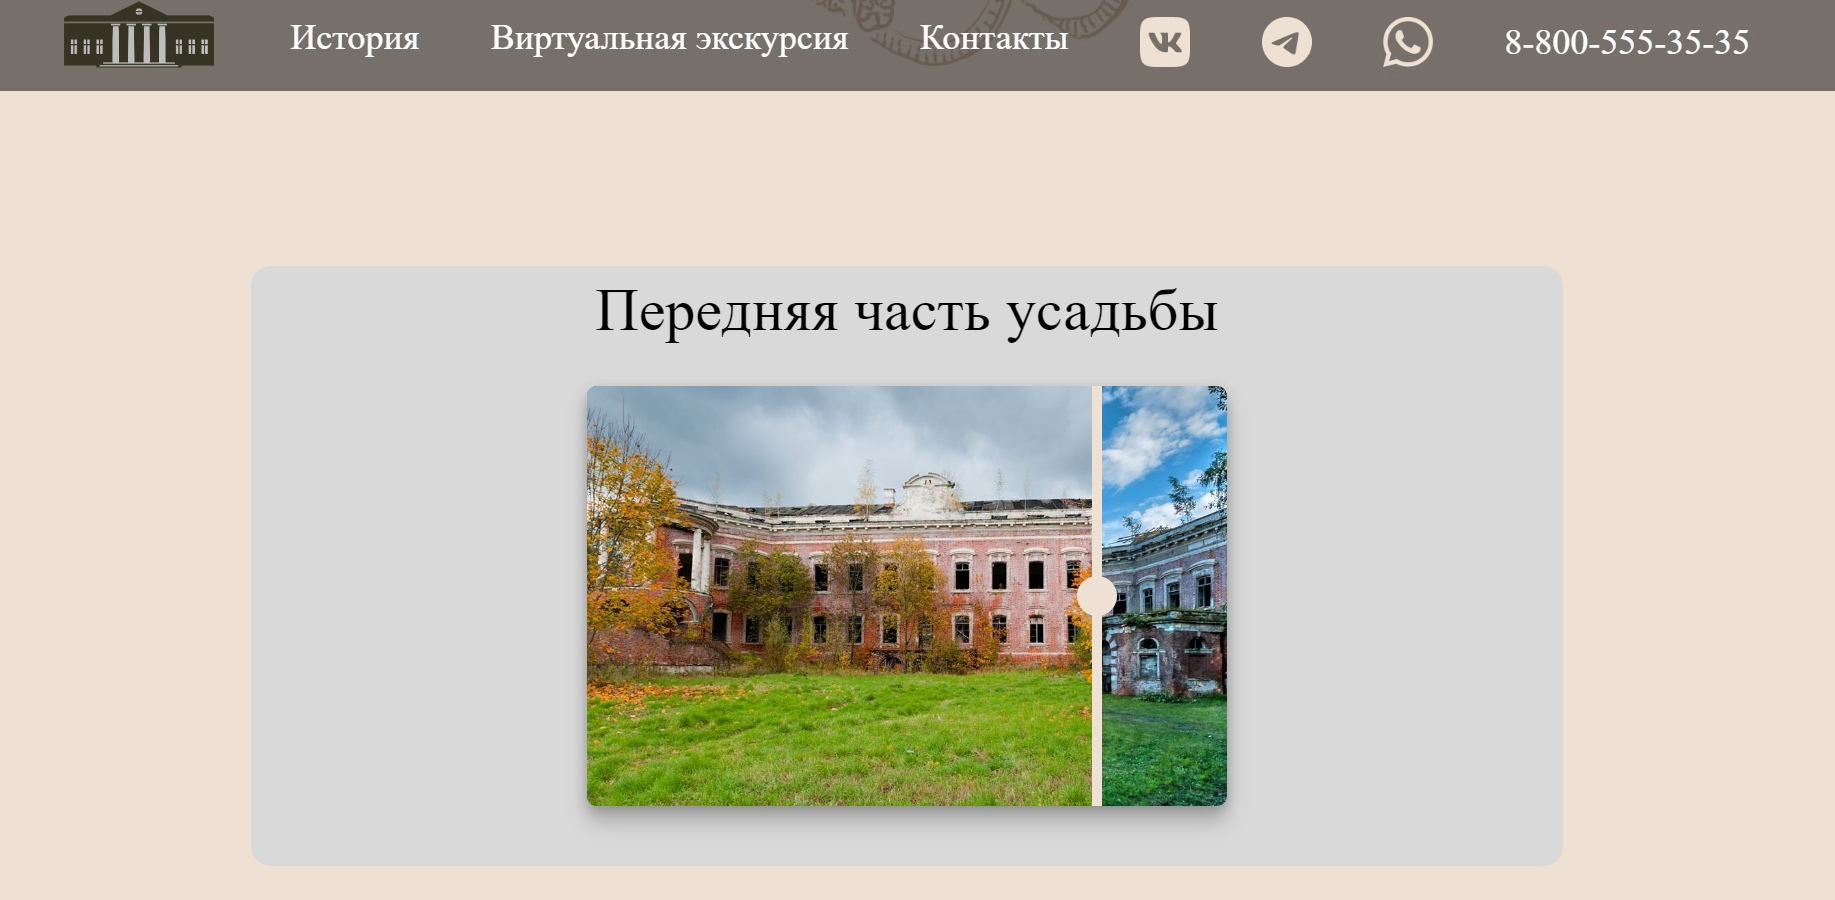 История
Виртуальная экскурсия
Контакты
8-800-555-35-35
Передняя часть усадьбы